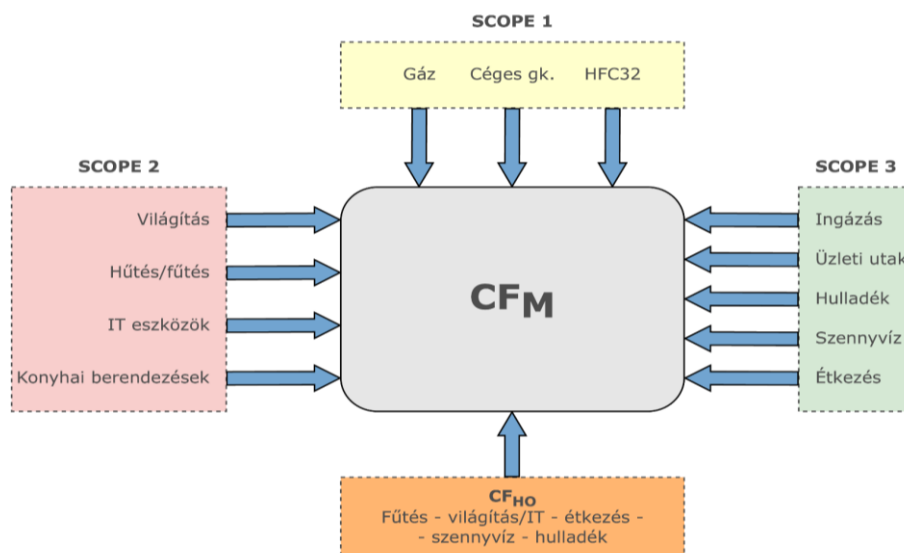 SCOPE 1
Gáz Céges gk. HFC32
SCOPE 2
Világítás
Hűtés/fűtés
IT eszközök
Konyhai berendezések
CFM
SCOPE 3
Ingázás
Üzleti utak
Hulladék
Szennyvíz
Étkezés
CFHO
Fűtés - világítás/IT - étkezés -
- szennyvíz - hulladék